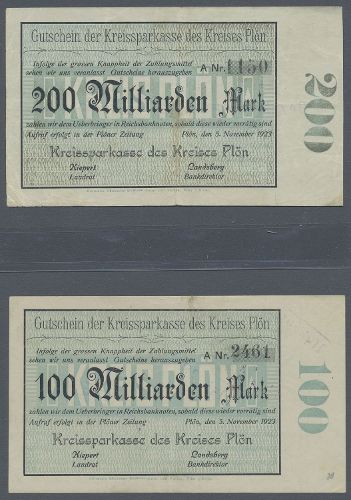 Gutschein der Kreissparkasse des Kreises Plön.
Infolge der grossen Knappheit der Zahlungsmittel
sehen wir uns veranlasst Gutscheine herauszugeben
A Nr. 1150
200 Milliarden Mark
zahlen wir dem Ueberbringer in Reichsbanknoten, sobald diese wieder vorrätig sind
Aufruf erfolgt in der Plöner Zeitung
Plön, den 5. November 1923
Kreissparkasse des Kreises Plön
Kiepert Landsberg
Landrat Bankdirektor
200
Gutschein der Kreissparkasse des Kreises Plön.
Infolge der grossen Knappheit der Zahlungsmittel
sehen wir uns veranlasst Gutscheine herauszugeben
A Nr. 2461
100 Milliarden Mark
zahlen wir dem Ueberbringer in Reichsbanknoten, sobald diese wieder vorrätig sind
Aufruf erfolgt in der Plöner Zeitung
Plön, den 5. November 1923
Kreissparkasse des Kreises Plön
Kiepert Landsberg
Landrat Bankdirektor
100